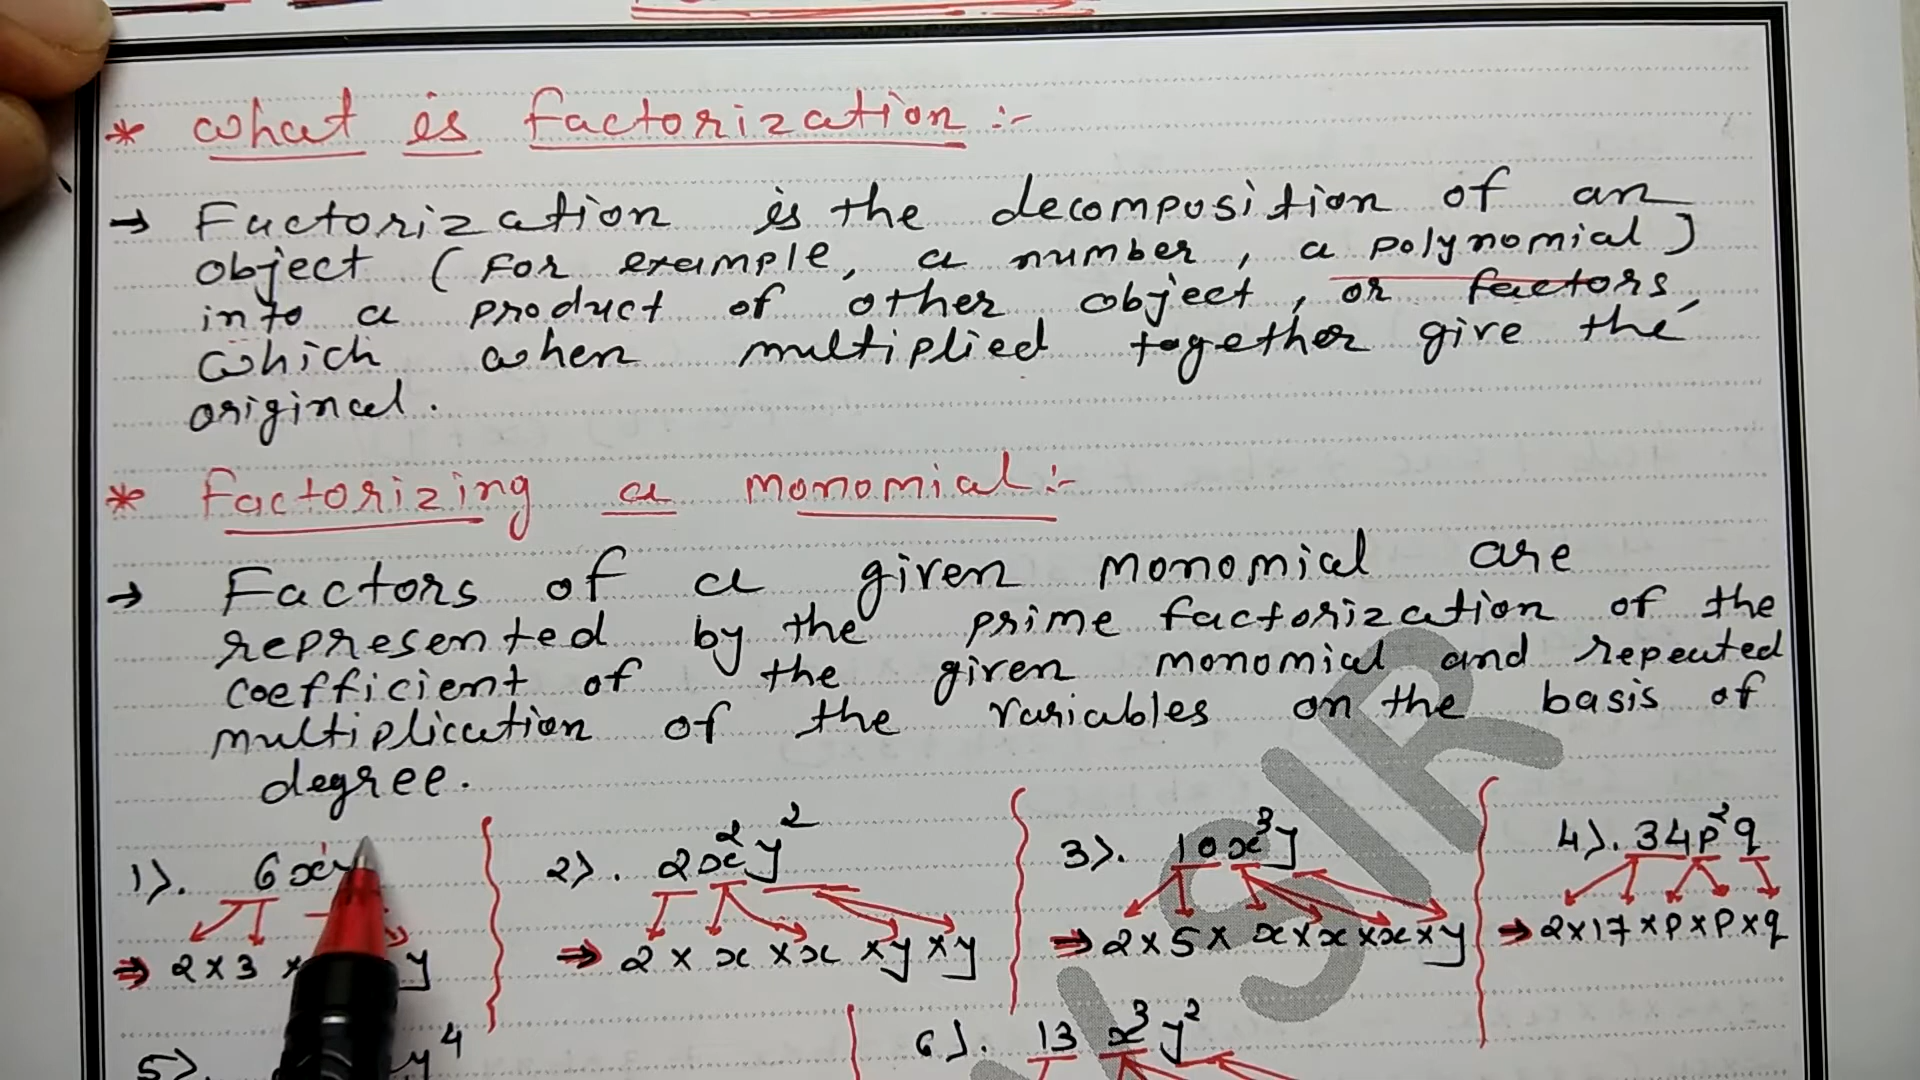 * What is factorization :-
→ Factorization is the decomposition of an
object (for example, a number, a polynomial)
into a product of other object, or factors,
which when multiplied together give the
original.
* Factorizing a monomial :-
→ Factors of a given monomial are
represented by the prime factorization of the
coefficient of the given monomial and repeated
multiplication of the variables on the basis of
degree.
1). 6x
⇒ 2 × 3 × y
2). 2x²y²
⇒ 2 × x × x × y × y
3). 10x³y
⇒ 2 × 5 × x × x × x × y
4). 34p²q
⇒ 2 × 17 × p × p × q
5). y⁴
6). 13 x³y²
SIR